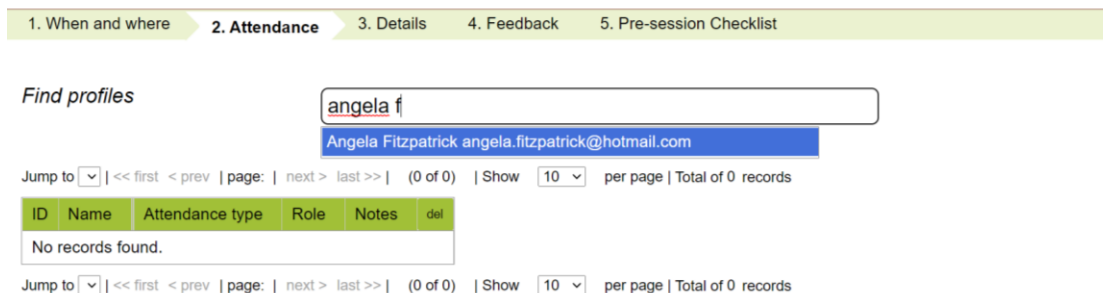 1. When and where 2. Attendance 3. Details 4. Feedback 5. Pre-session Checklist
Find profiles angela f
Angela Fitzpatrick angela.fitzpatrick@hotmail.com
Jump to | << first < prev | page: | next > last >> | (0 of 0) | Show 10 per page | Total of 0 records
ID Name Attendance type Role Notes del
No records found.
Jump to | << first < prev | page: | next > last >> | (0 of 0) | Show 10 per page | Total of 0 records